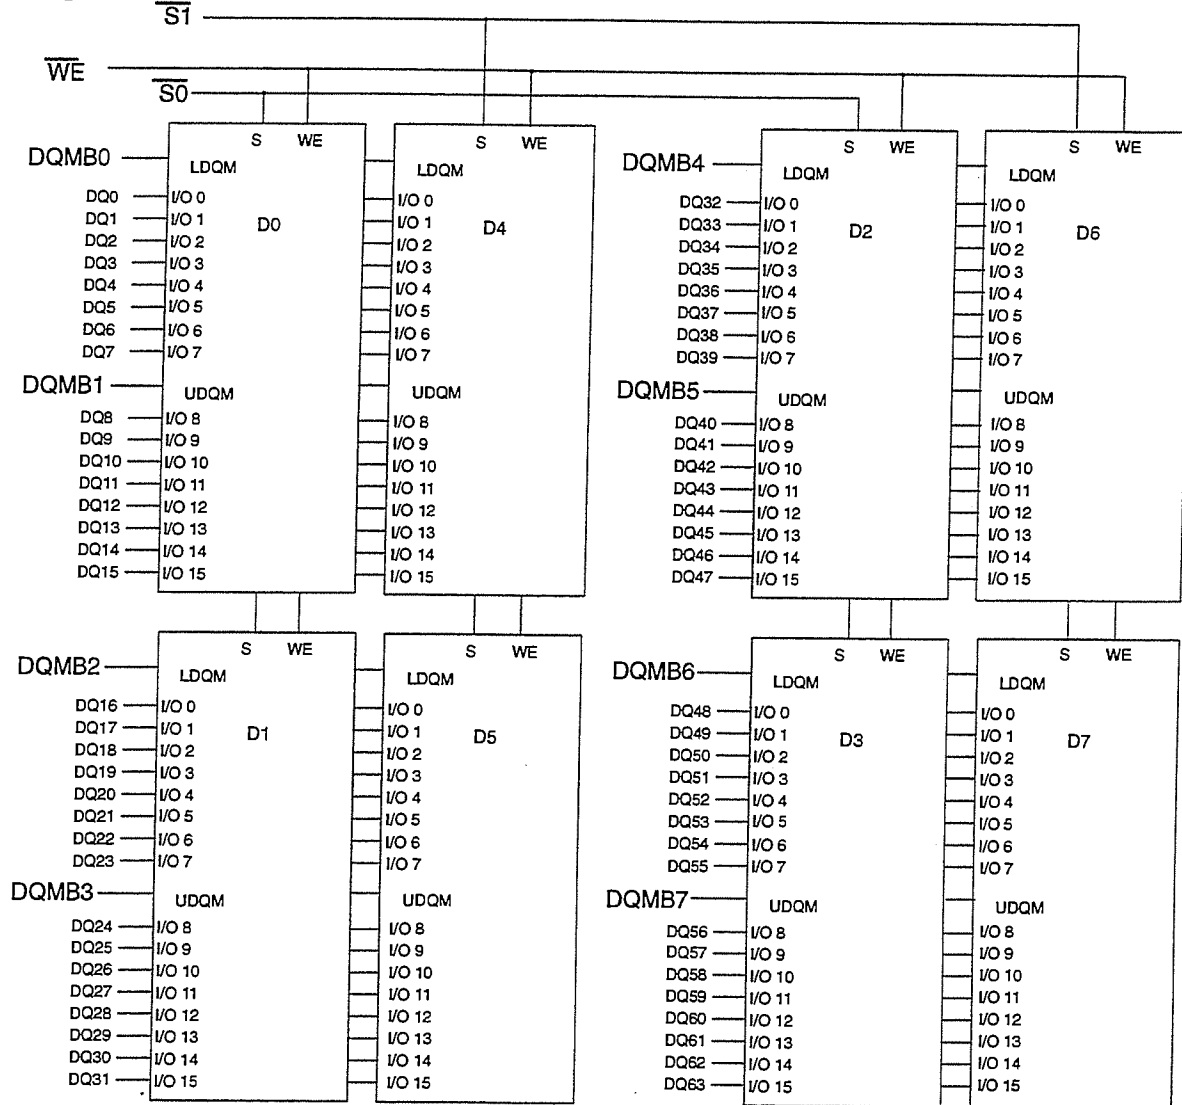 S1
WE
S0
S WE
DQMB0 LDQM
DQ0 I/O 0
DQ1 I/O 1
DQ2 I/O 2
DQ3 I/O 3
DQ4 I/O 4
DQ5 I/O 5
DQ6 I/O 6
DQ7 I/O 7
D0
DQMB1 UDQM
DQ8 I/O 8
DQ9 I/O 9
DQ10 I/O 10
DQ11 I/O 11
DQ12 I/O 12
DQ13 I/O 13
DQ14 I/O 14
DQ15 I/O 15
S WE
LDQM
I/O 0
I/O 1
I/O 2
I/O 3
I/O 4
I/O 5
I/O 6
I/O 7
D4
UDQM
I/O 8
I/O 9
I/O 10
I/O 11
I/O 12
I/O 13
I/O 14
I/O 15
S WE
DQMB4 LDQM
DQ32 I/O 0
DQ33 I/O 1
DQ34 I/O 2
DQ35 I/O 3
DQ36 I/O 4
DQ37 I/O 5
DQ38 I/O 6
DQ39 I/O 7
D2
DQMB5 UDQM
DQ40 I/O 8
DQ41 I/O 9
DQ42 I/O 10
DQ43 I/O 11
DQ44 I/O 12
DQ45 I/O 13
DQ46 I/O 14
DQ47 I/O 15
S WE
LDQM
I/O 0
I/O 1
I/O 2
I/O 3
I/O 4
I/O 5
I/O 6
I/O 7
D6
UDQM
I/O 8
I/O 9
I/O 10
I/O 11
I/O 12
I/O 13
I/O 14
I/O 15
S WE
DQMB2 LDQM
DQ16 I/O 0
DQ17 I/O 1
DQ18 I/O 2
DQ19 I/O 3
DQ20 I/O 4
DQ21 I/O 5
DQ22 I/O 6
DQ23 I/O 7
D1
DQMB3 UDQM
DQ24 I/O 8
DQ25 I/O 9
DQ26 I/O 10
DQ27 I/O 11
DQ28 I/O 12
DQ29 I/O 13
DQ30 I/O 14
DQ31 I/O 15
S WE
LDQM
I/O 0
I/O 1
I/O 2
I/O 3
I/O 4
I/O 5
I/O 6
I/O 7
D5
UDQM
I/O 8
I/O 9
I/O 10
I/O 11
I/O 12
I/O 13
I/O 14
I/O 15
S WE
DQMB6 LDQM
DQ48 I/O 0
DQ49 I/O 1
DQ50 I/O 2
DQ51 I/O 3
DQ52 I/O 4
DQ53 I/O 5
DQ54 I/O 6
DQ55 I/O 7
D3
DQMB7 UDQM
DQ56 I/O 8
DQ57 I/O 9
DQ58 I/O 10
DQ59 I/O 11
DQ60 I/O 12
DQ61 I/O 13
DQ62 I/O 14
DQ63 I/O 15
S WE
LDQM
I/O 0
I/O 1
I/O 2
I/O 3
I/O 4
I/O 5
I/O 6
I/O 7
D7
UDQM
I/O 8
I/O 9
I/O 10
I/O 11
I/O 12
I/O 13
I/O 14
I/O 15